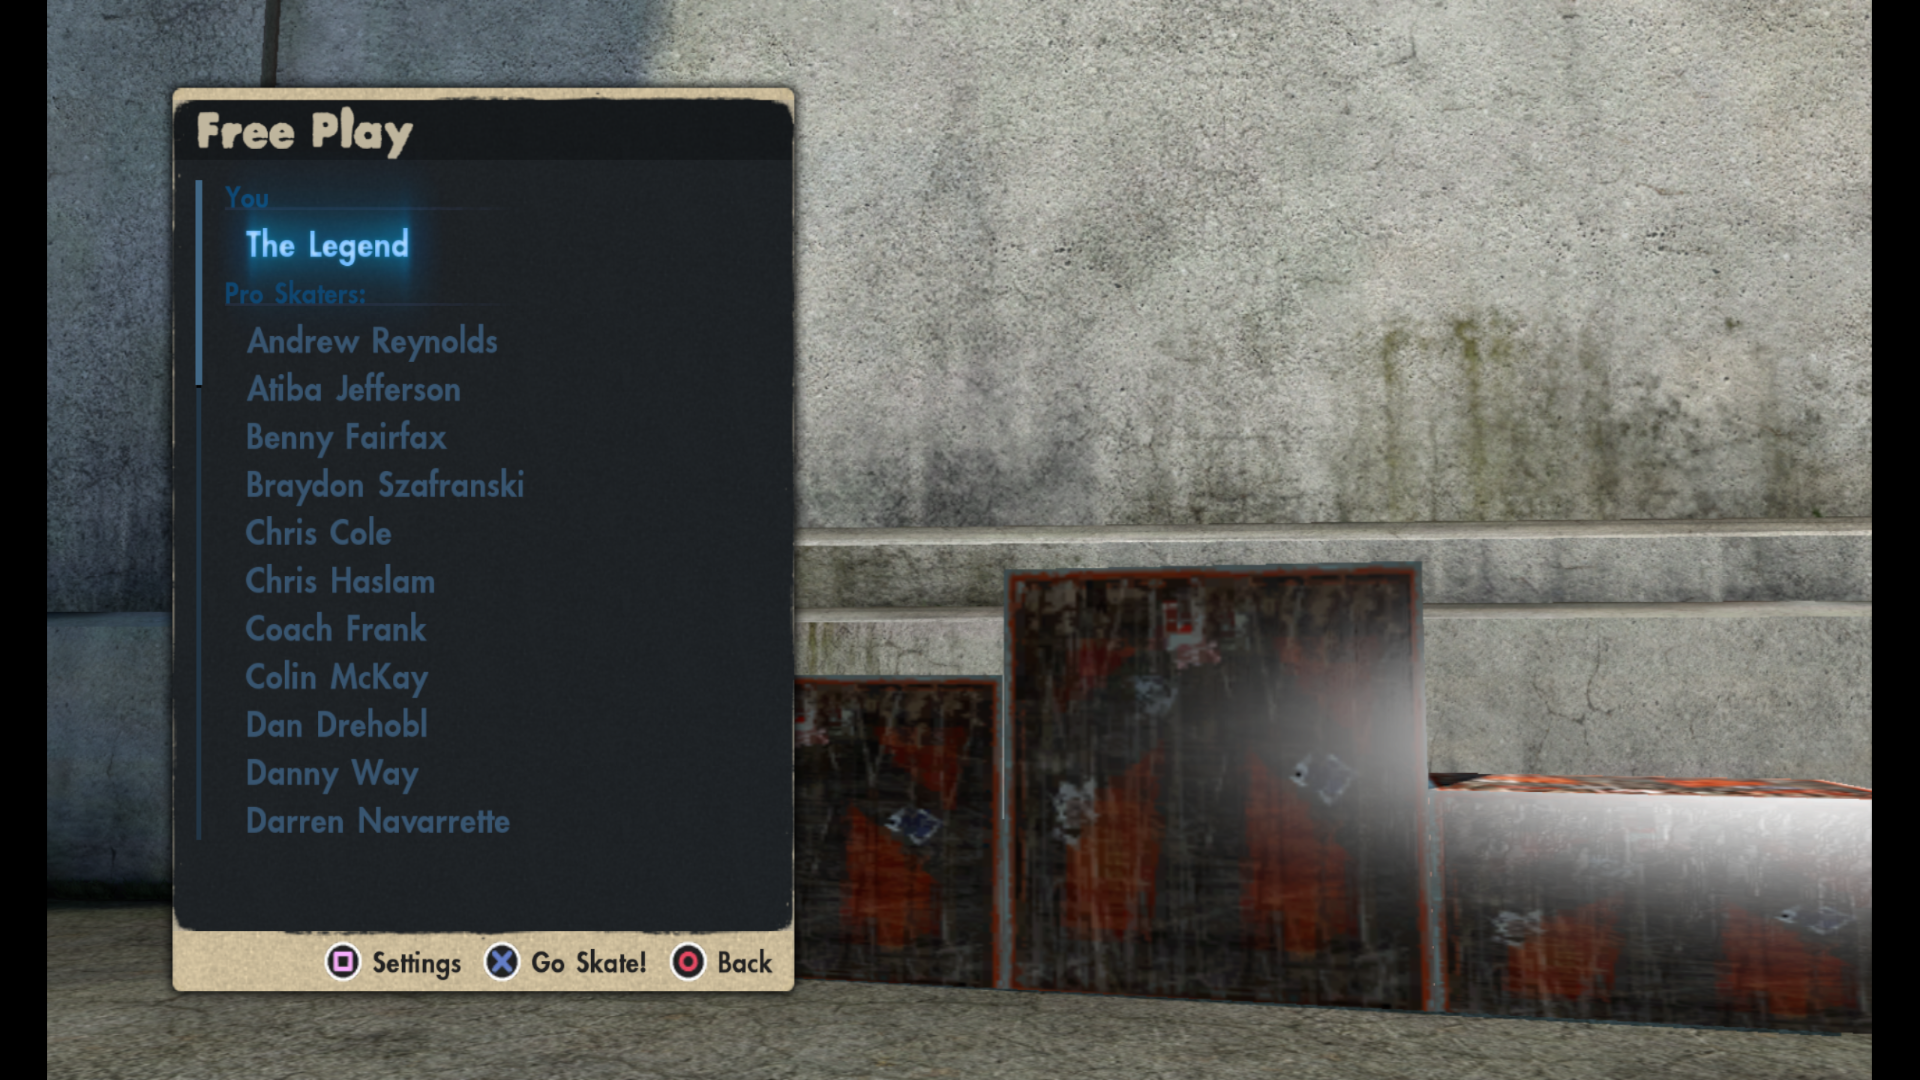 Free Play
You
The Legend
Pro Skaters:
Andrew Reynolds
Atiba Jefferson
Benny Fairfax
Braydon Szafranski
Chris Cole
Chris Haslam
Coach Frank
Colin McKay
Dan Drehobl
Danny Way
Darren Navarrette
Settings Go Skate! Back